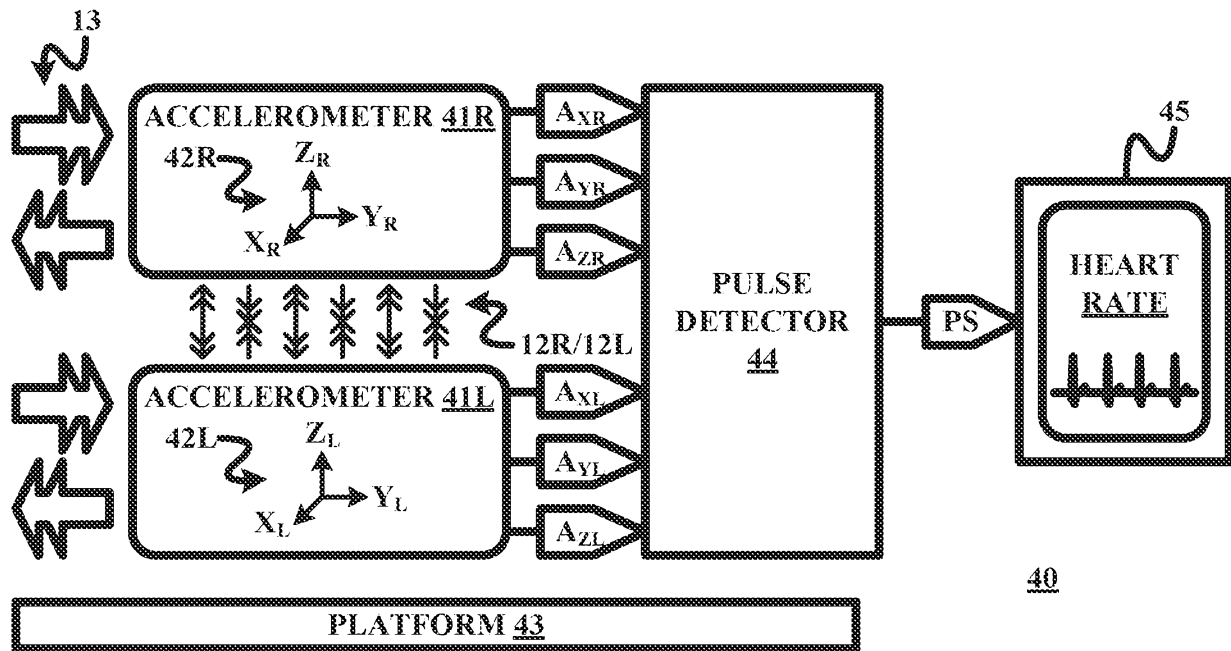 13
ACCELEROMETER 41R
42R
Z_R
Y_R
X_R
A_XR
A_YR
A_ZR
12R/12L
ACCELEROMETER 41L
42L
Z_L
Y_L
X_L
A_XL
A_YL
A_ZL
PULSE
DETECTOR
44
PS
45
HEART
RATE
40
PLATFORM 43